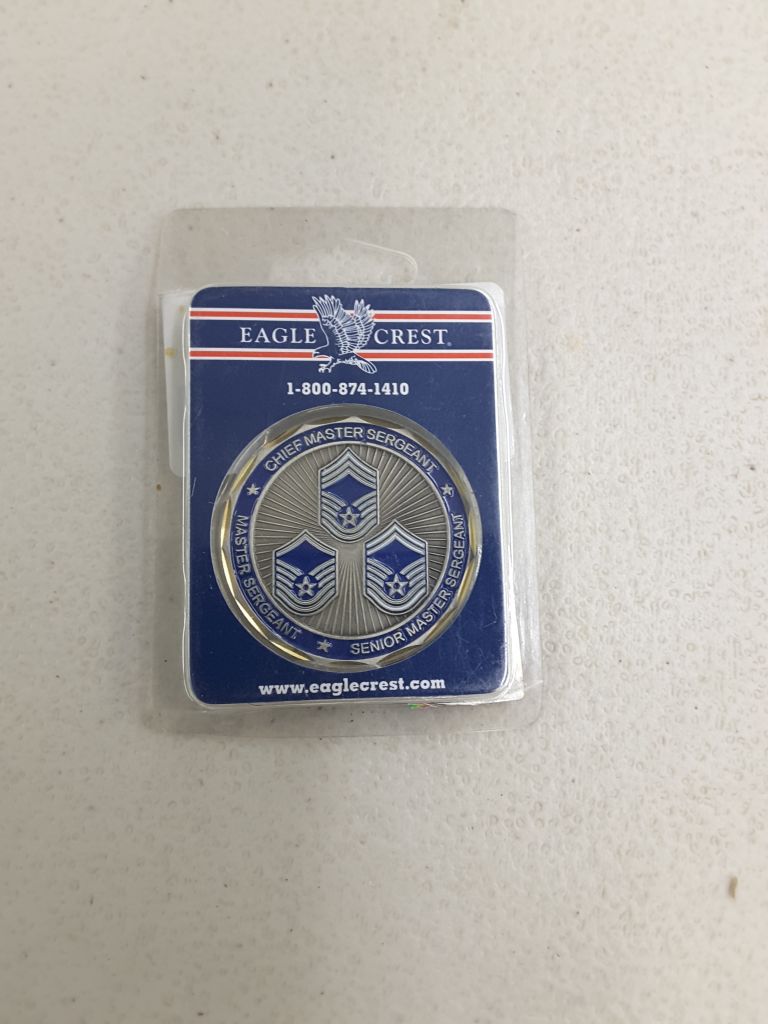 EAGLE CREST®
1-800-874-1410
CHIEF MASTER SERGEANT
MASTER SERGEANT
SENIOR MASTER SERGEANT
www.eaglecrest.com